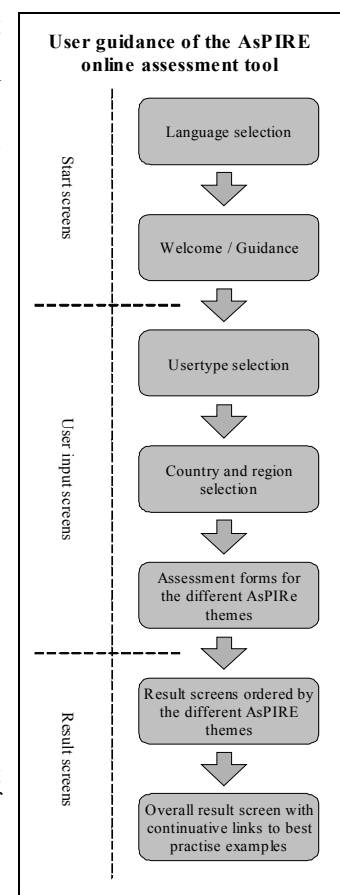 User guidance of the AsPIRE
online assessment tool
Start screens
Language selection
Welcome / Guidance
User input screens
Usertype selection
Country and region
selection
Assessment forms for
the different AsPIRe
themes
Result screens
Result screens ordered by
the different AsPIRE
themes
Overall result screen with
continuative links to best
practise examples